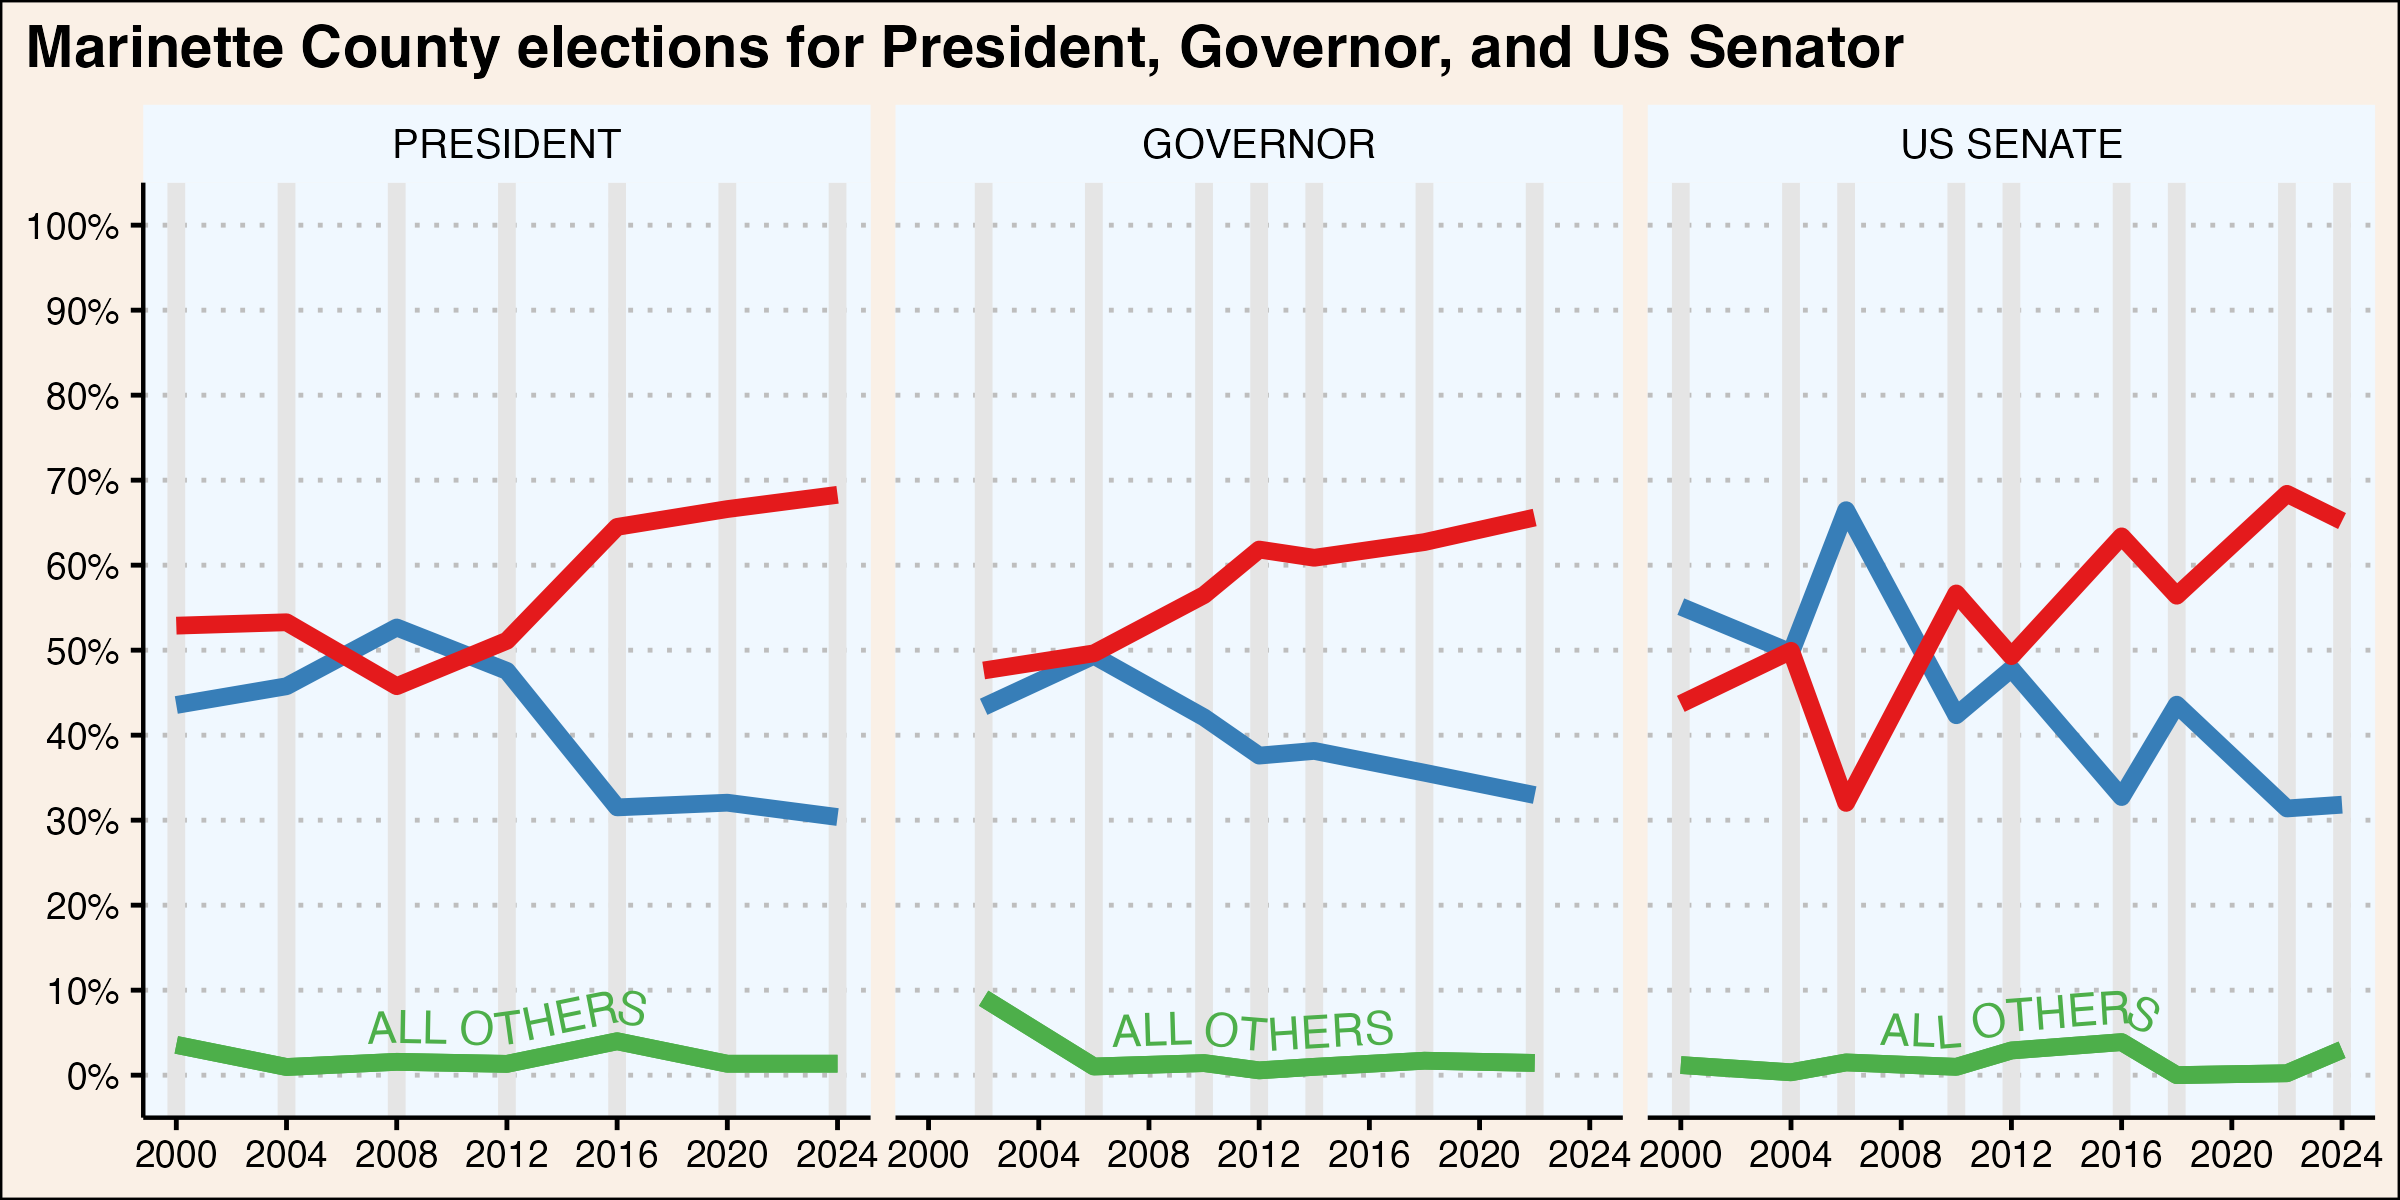 Marinette County elections for President, Governor, and US Senator
PRESIDENT
GOVERNOR
US SENATE
100%
90%
80%
70%
60%
50%
40%
30%
20%
10%
0%
ALL OTHERS
ALL OTHERS
ALL OTHERS
2000 2004 2008 2012 2016 2020 2024
2000 2004 2008 2012 2016 2020 2024
2000 2004 2008 2012 2016 2020 2024